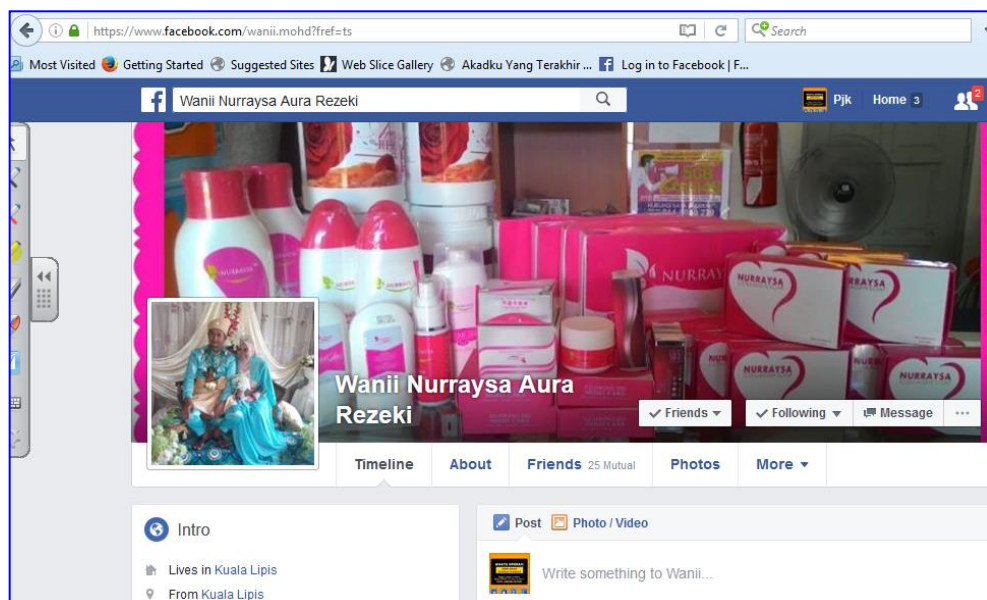 https://www.facebook.com/wanii.mohd?fref=ts
Search
Most Visited Getting Started Suggested Sites Web Slice Gallery Akadku Yang Terakhir ... Log in to Facebook | F...
Wanii Nurraysa Aura Rezeki
Pjk Home 3 2
NURRAYSA
NURRAYSA
NURRAYSA
NURRAYSA
Wanii Nurraysa Aura
Rezeki
Friends Following Message ...
Timeline About Friends 25 Mutual Photos More
Intro
Post Photo / Video
Lives in Kuala Lipis
Write something to Wanii...
From Kuala Lipis